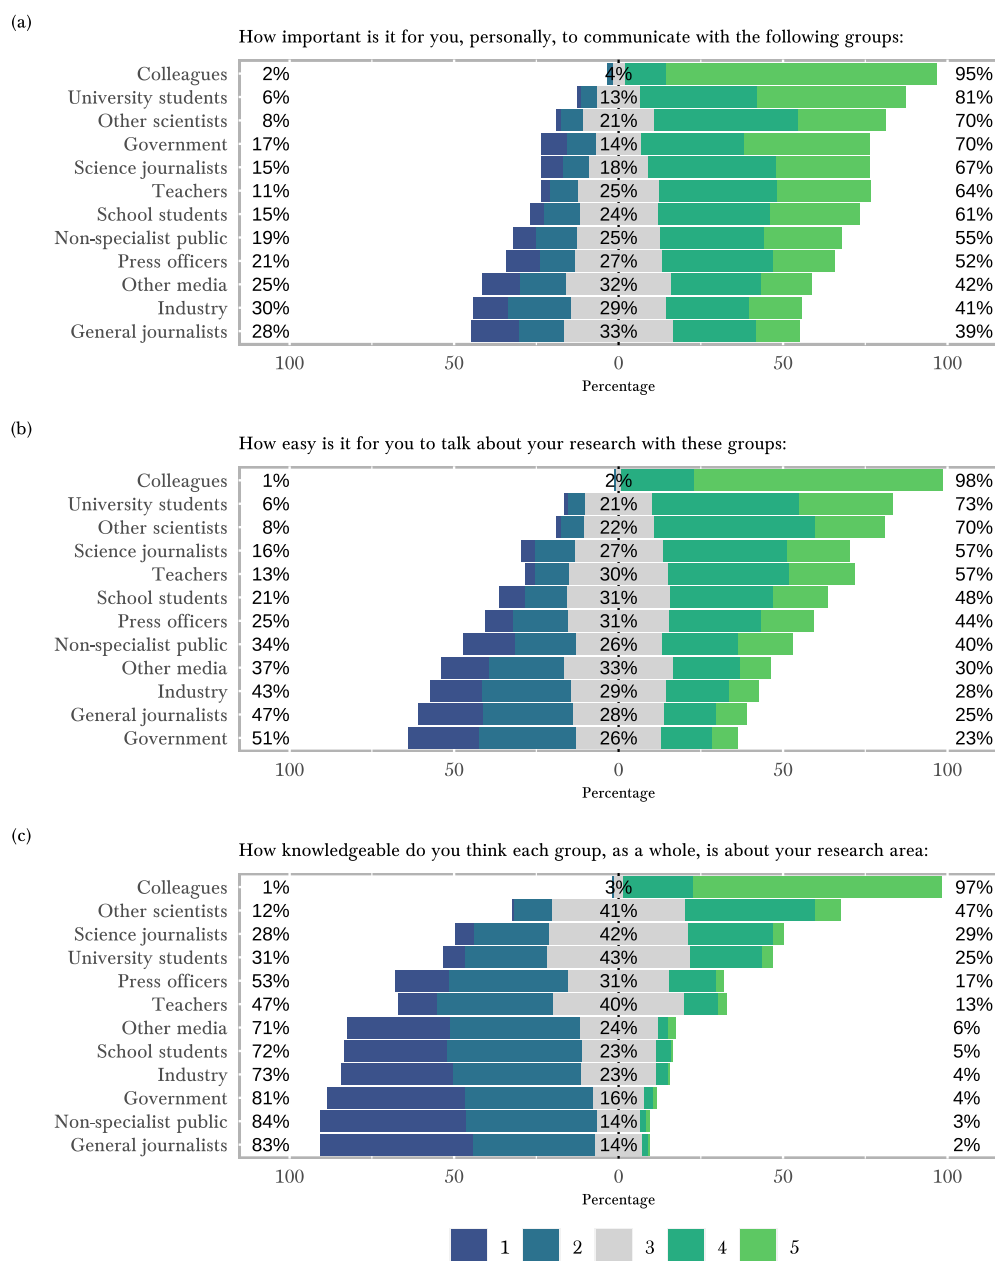 (a)
How important is it for you, personally, to communicate with the following groups:
Colleagues 2% 4% 95%
University students 6% 13% 81%
Other scientists 8% 21% 70%
Government 17% 14% 70%
Science journalists 15% 18% 67%
Teachers 11% 25% 64%
School students 15% 24% 61%
Non-specialist public 19% 25% 55%
Press officers 21% 27% 52%
Other media 25% 32% 42%
Industry 30% 29% 41%
General journalists 28% 33% 39%
100 50 0 50 100
Percentage
(b)
How easy is it for you to talk about your research with these groups:
Colleagues 1% 2% 98%
University students 6% 21% 73%
Other scientists 8% 22% 70%
Science journalists 16% 27% 57%
Teachers 13% 30% 57%
School students 21% 31% 48%
Press officers 25% 31% 44%
Non-specialist public 34% 26% 40%
Other media 37% 33% 30%
Industry 43% 29% 28%
General journalists 47% 28% 25%
Government 51% 26% 23%
100 50 0 50 100
Percentage
(c)
How knowledgeable do you think each group, as a whole, is about your research area:
Colleagues 1% 3% 97%
Other scientists 12% 41% 47%
Science journalists 28% 42% 29%
University students 31% 43% 25%
Press officers 53% 31% 17%
Teachers 47% 40% 13%
Other media 71% 24% 6%
School students 72% 23% 5%
Industry 73% 23% 4%
Government 81% 16% 4%
Non-specialist public 84% 14% 3%
General journalists 83% 14% 2%
100 50 0 50 100
Percentage
1 2 3 4 5